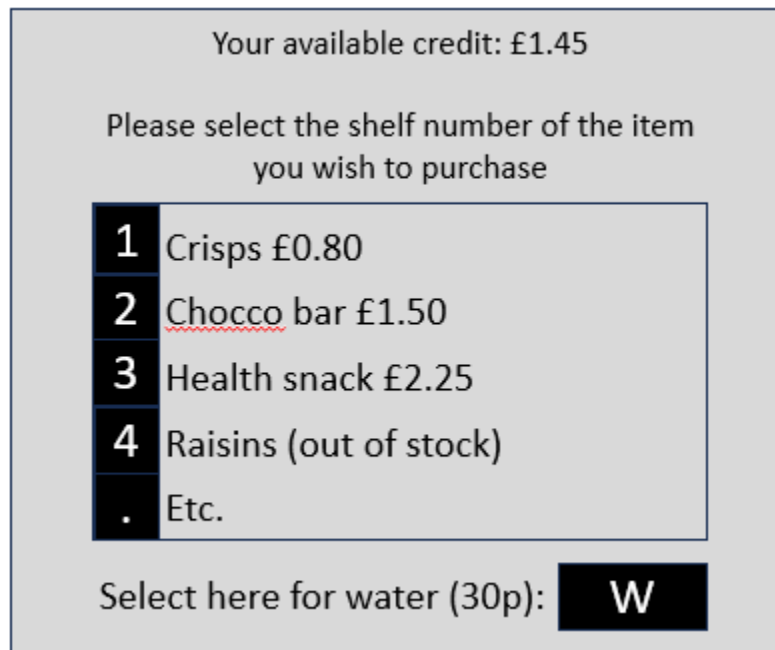 Your available credit: £1.45
Please select the shelf number of the item
you wish to purchase
1 Crisps £0.80
2 Chocco bar £1.50
3 Health snack £2.25
4 Raisins (out of stock)
. Etc.
Select here for water (30p): W